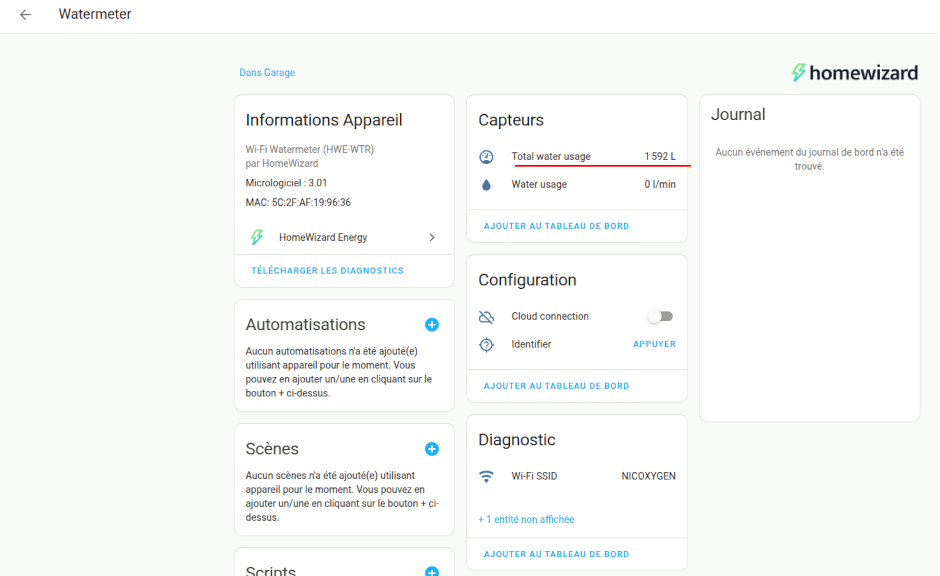 Watermeter
Dans Garage
homewizard
Informations Appareil
Wi-Fi Watermeter (HWE-WTR)
par HomeWizard
Micrologiciel : 3.01
MAC: 5C:2F:AF:19:96:36
HomeWizard Energy
TÉLÉCHARGER LES DIAGNOSTICS
Automatisations
Aucun automatisations n'a été ajouté(e)
utilisant appareil pour le moment. Vous
pouvez en ajouter un/une en cliquant sur le
bouton + ci-dessus.
Scènes
Aucun scènes n'a été ajouté(e) utilisant
appareil pour le moment. Vous pouvez en
ajouter un/une en cliquant sur le bouton + ci-
dessus.
Scripts
Capteurs
Total water usage 1 592 L
Water usage 0 l/min
AJOUTER AU TABLEAU DE BORD
Configuration
Cloud connection
Identifier APPUYER
AJOUTER AU TABLEAU DE BORD
Diagnostic
Wi-Fi SSID NICOXYGEN
+ 1 entité non affichée
AJOUTER AU TABLEAU DE BORD
Journal
Aucun événement du journal de bord n'a été
trouvé.